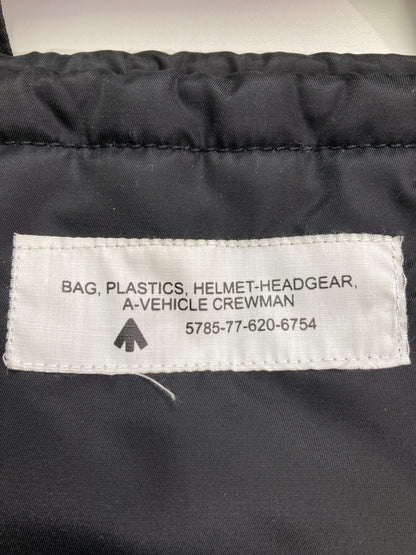 BAG, PLASTICS, HELMET-HEADGEAR,
A-VEHICLE CREWMAN
5785-77-620-6754